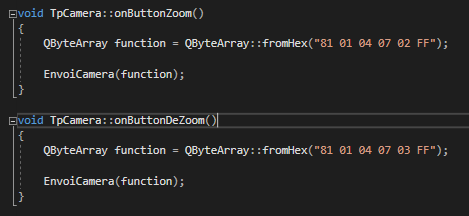 void TpCamera::onButtonZoom()
{
QByteArray function = QByteArray::fromHex("81 01 04 07 02 FF");
EnvoiCamera(function);
}
void TpCamera::onButtonDeZoom()
{
QByteArray function = QByteArray::fromHex("81 01 04 07 03 FF");
EnvoiCamera(function);
}